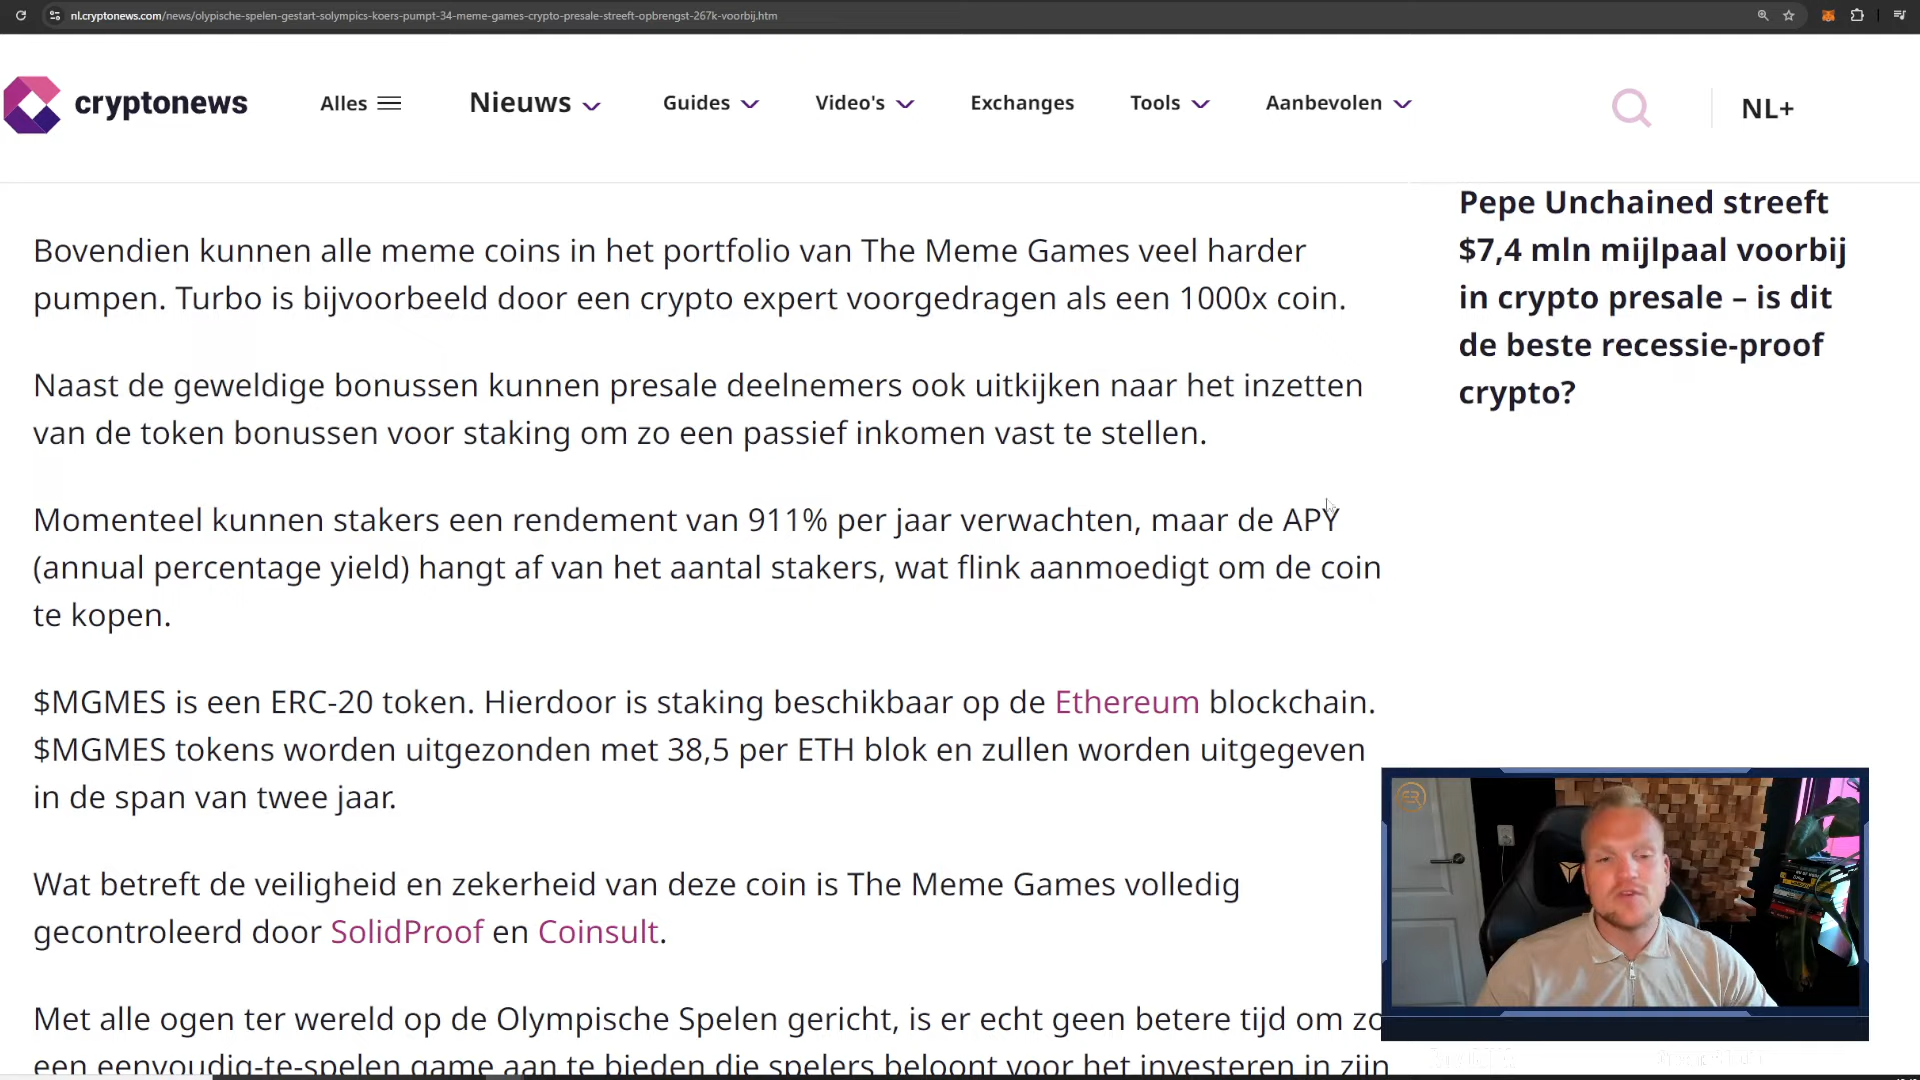 nl.cryptonews.com/news/olypische-spelen-gestart-solympics-koers-pumpt-34-meme-games-crypto-presale-streeft-opbrengst-267k-voorbij.htm
cryptonews
Alles
Nieuws
Guides
Video's
Exchanges
Tools
Aanbevolen
NL+
Bovendien kunnen alle meme coins in het portfolio van The Meme Games veel harder
pumpen. Turbo is bijvoorbeeld door een crypto expert voorgedragen als een 1000x coin.
Naast de geweldige bonussen kunnen presale deelnemers ook uitkijken naar het inzetten
van de token bonussen voor staking om zo een passief inkomen vast te stellen.
Momenteel kunnen stakers een rendement van 911% per jaar verwachten, maar de APY
(annual percentage yield) hangt af van het aantal stakers, wat flink aanmoedigt om de coin
te kopen.
$MGMES is een ERC-20 token. Hierdoor is staking beschikbaar op de Ethereum blockchain.
$MGMES tokens worden uitgezonden met 38,5 per ETH blok en zullen worden uitgegeven
in de span van twee jaar.
Wat betreft de veiligheid en zekerheid van deze coin is The Meme Games volledig
gecontroleerd door SolidProof en Coinsult.
Met alle ogen ter wereld op de Olympische Spelen gericht, is er echt geen betere tijd om zo
een eenvoudig-te-spelen game aan te bieden die spelers beloont voor het investeren in zijn
Pepe Unchained streeft
$7,4 mln mijlpaal voorbij
in crypto presale – is dit
de beste recessie-proof
crypto?